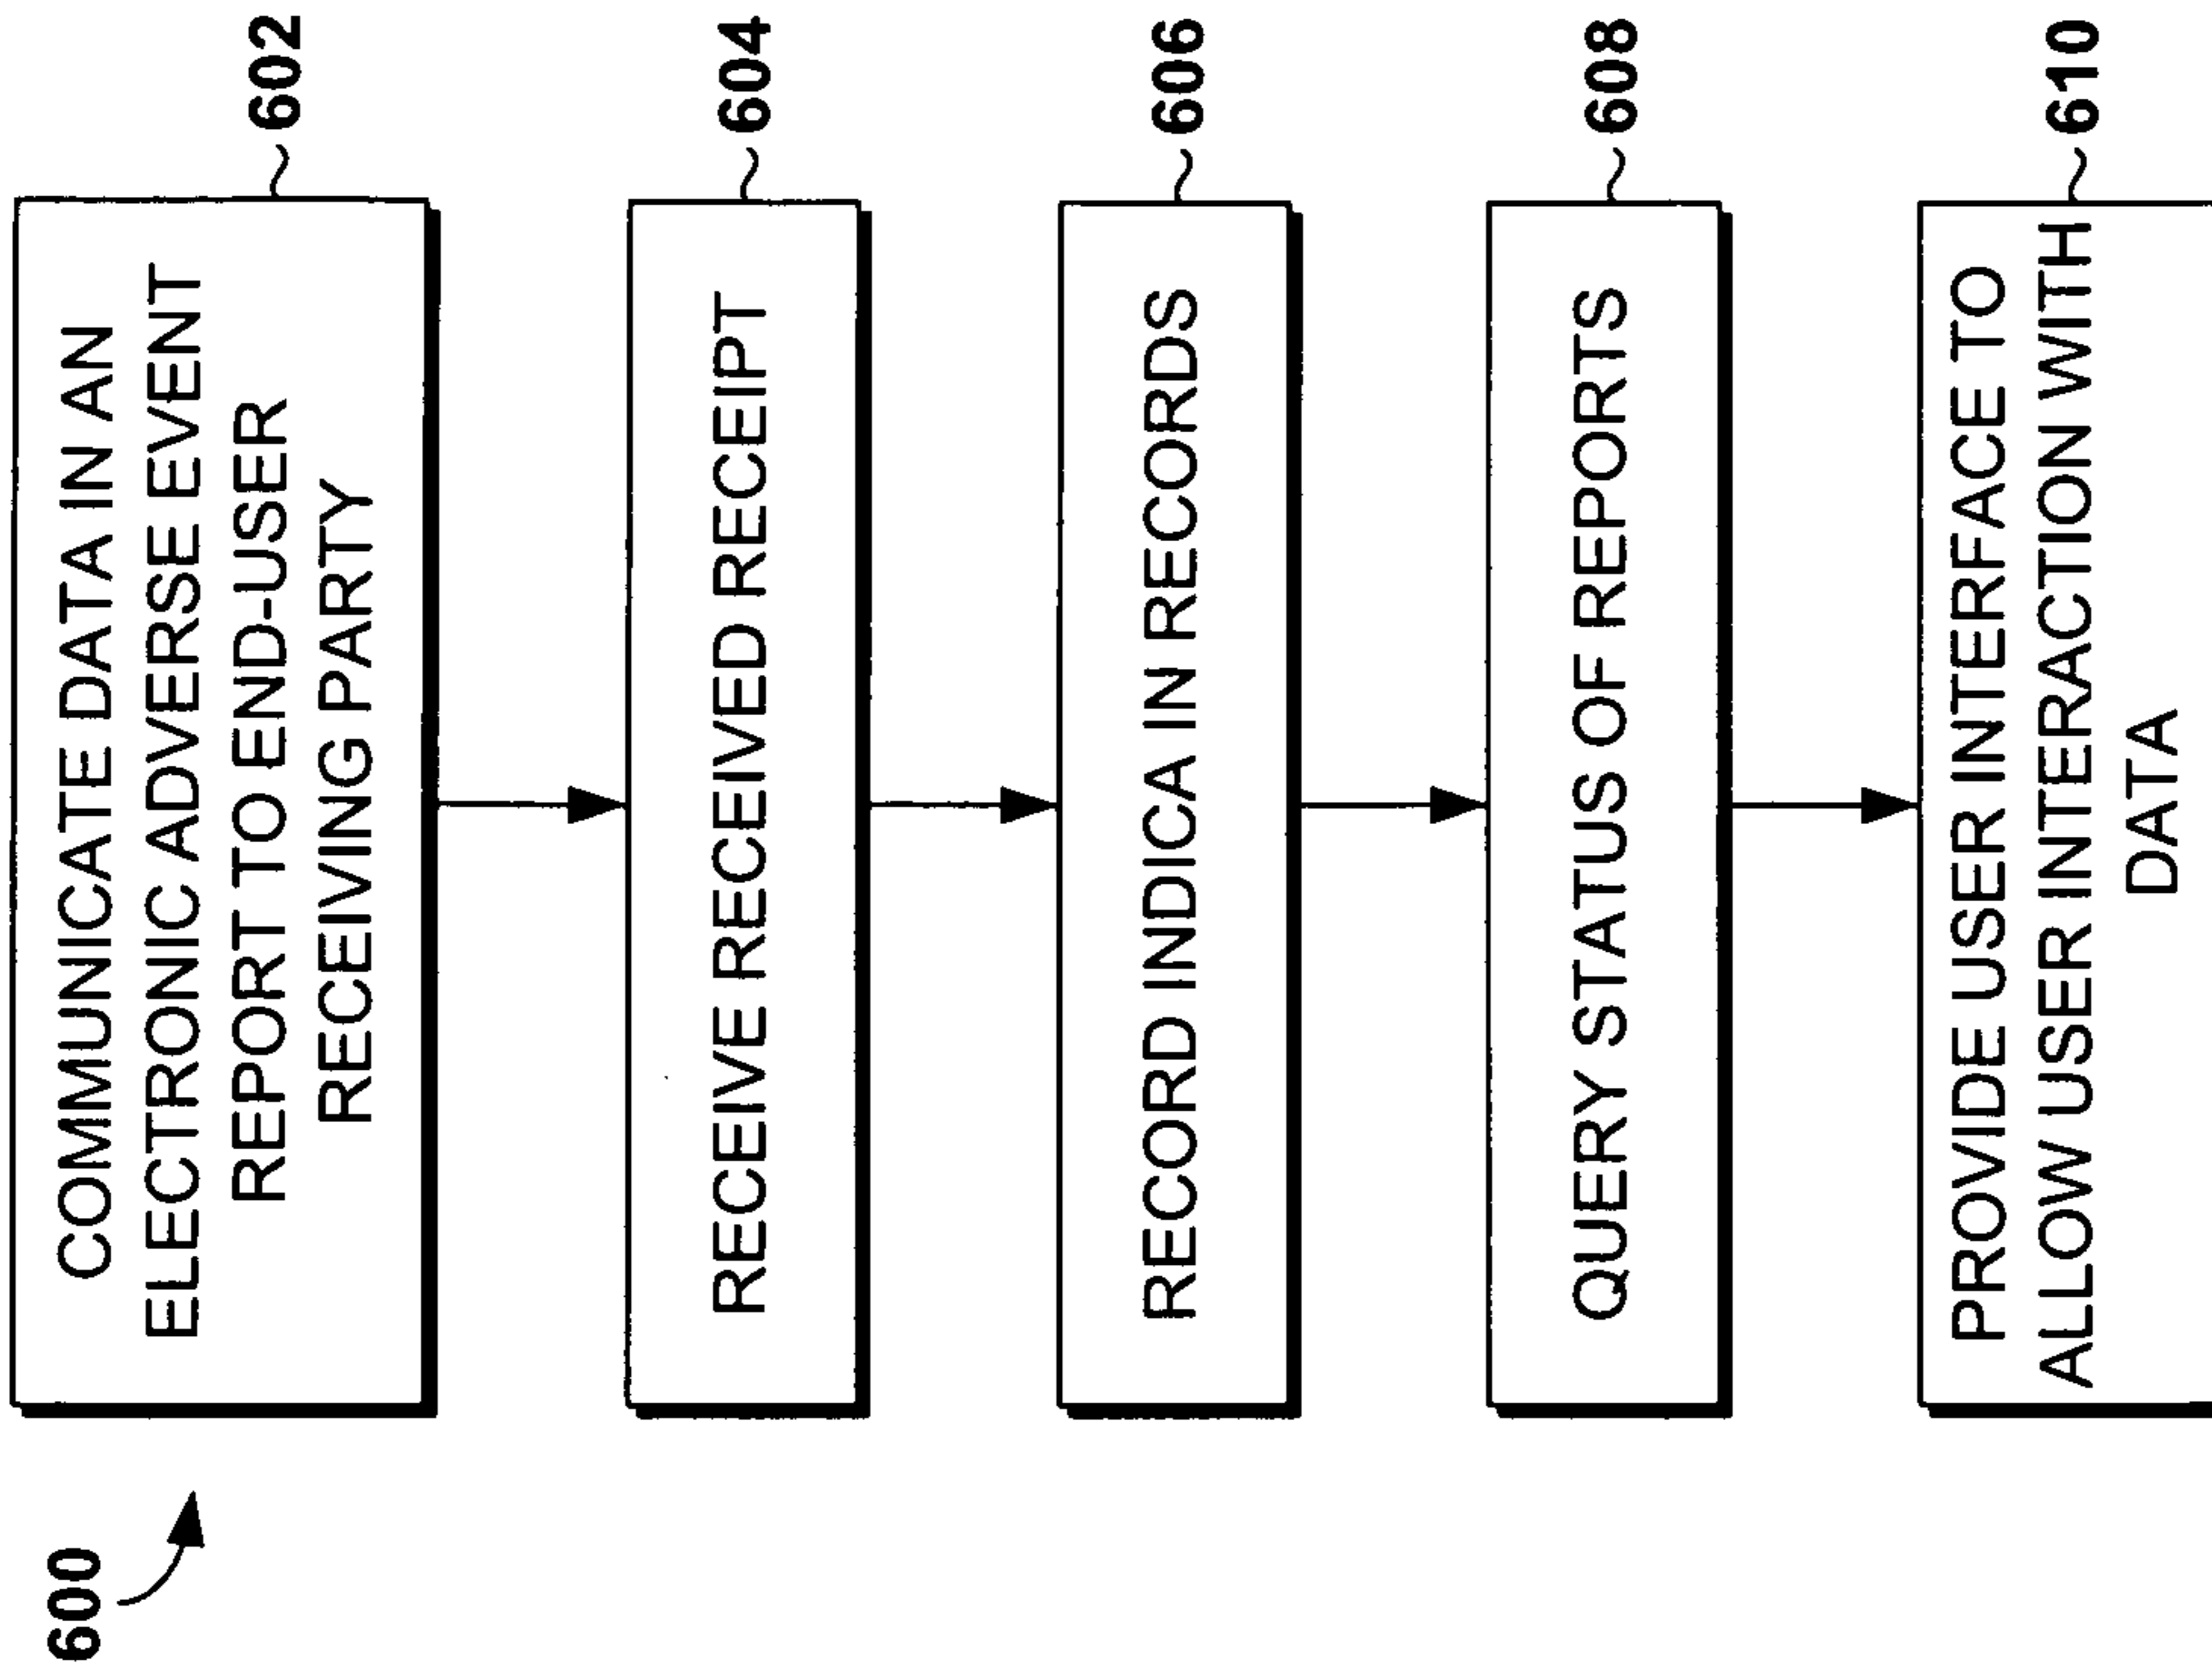 600
COMMUNICATE DATA IN AN
ELECTRONIC ADVERSE EVENT
REPORT TO END-USER
RECEIVING PARTY
602
RECEIVE RECEIVED RECEIPT
604
RECORD INDICA IN RECORDS
606
QUERY STATUS OF REPORTS
608
PROVIDE USER INTERFACE TO
ALLOW USER INTERACTION WITH
DATA
610